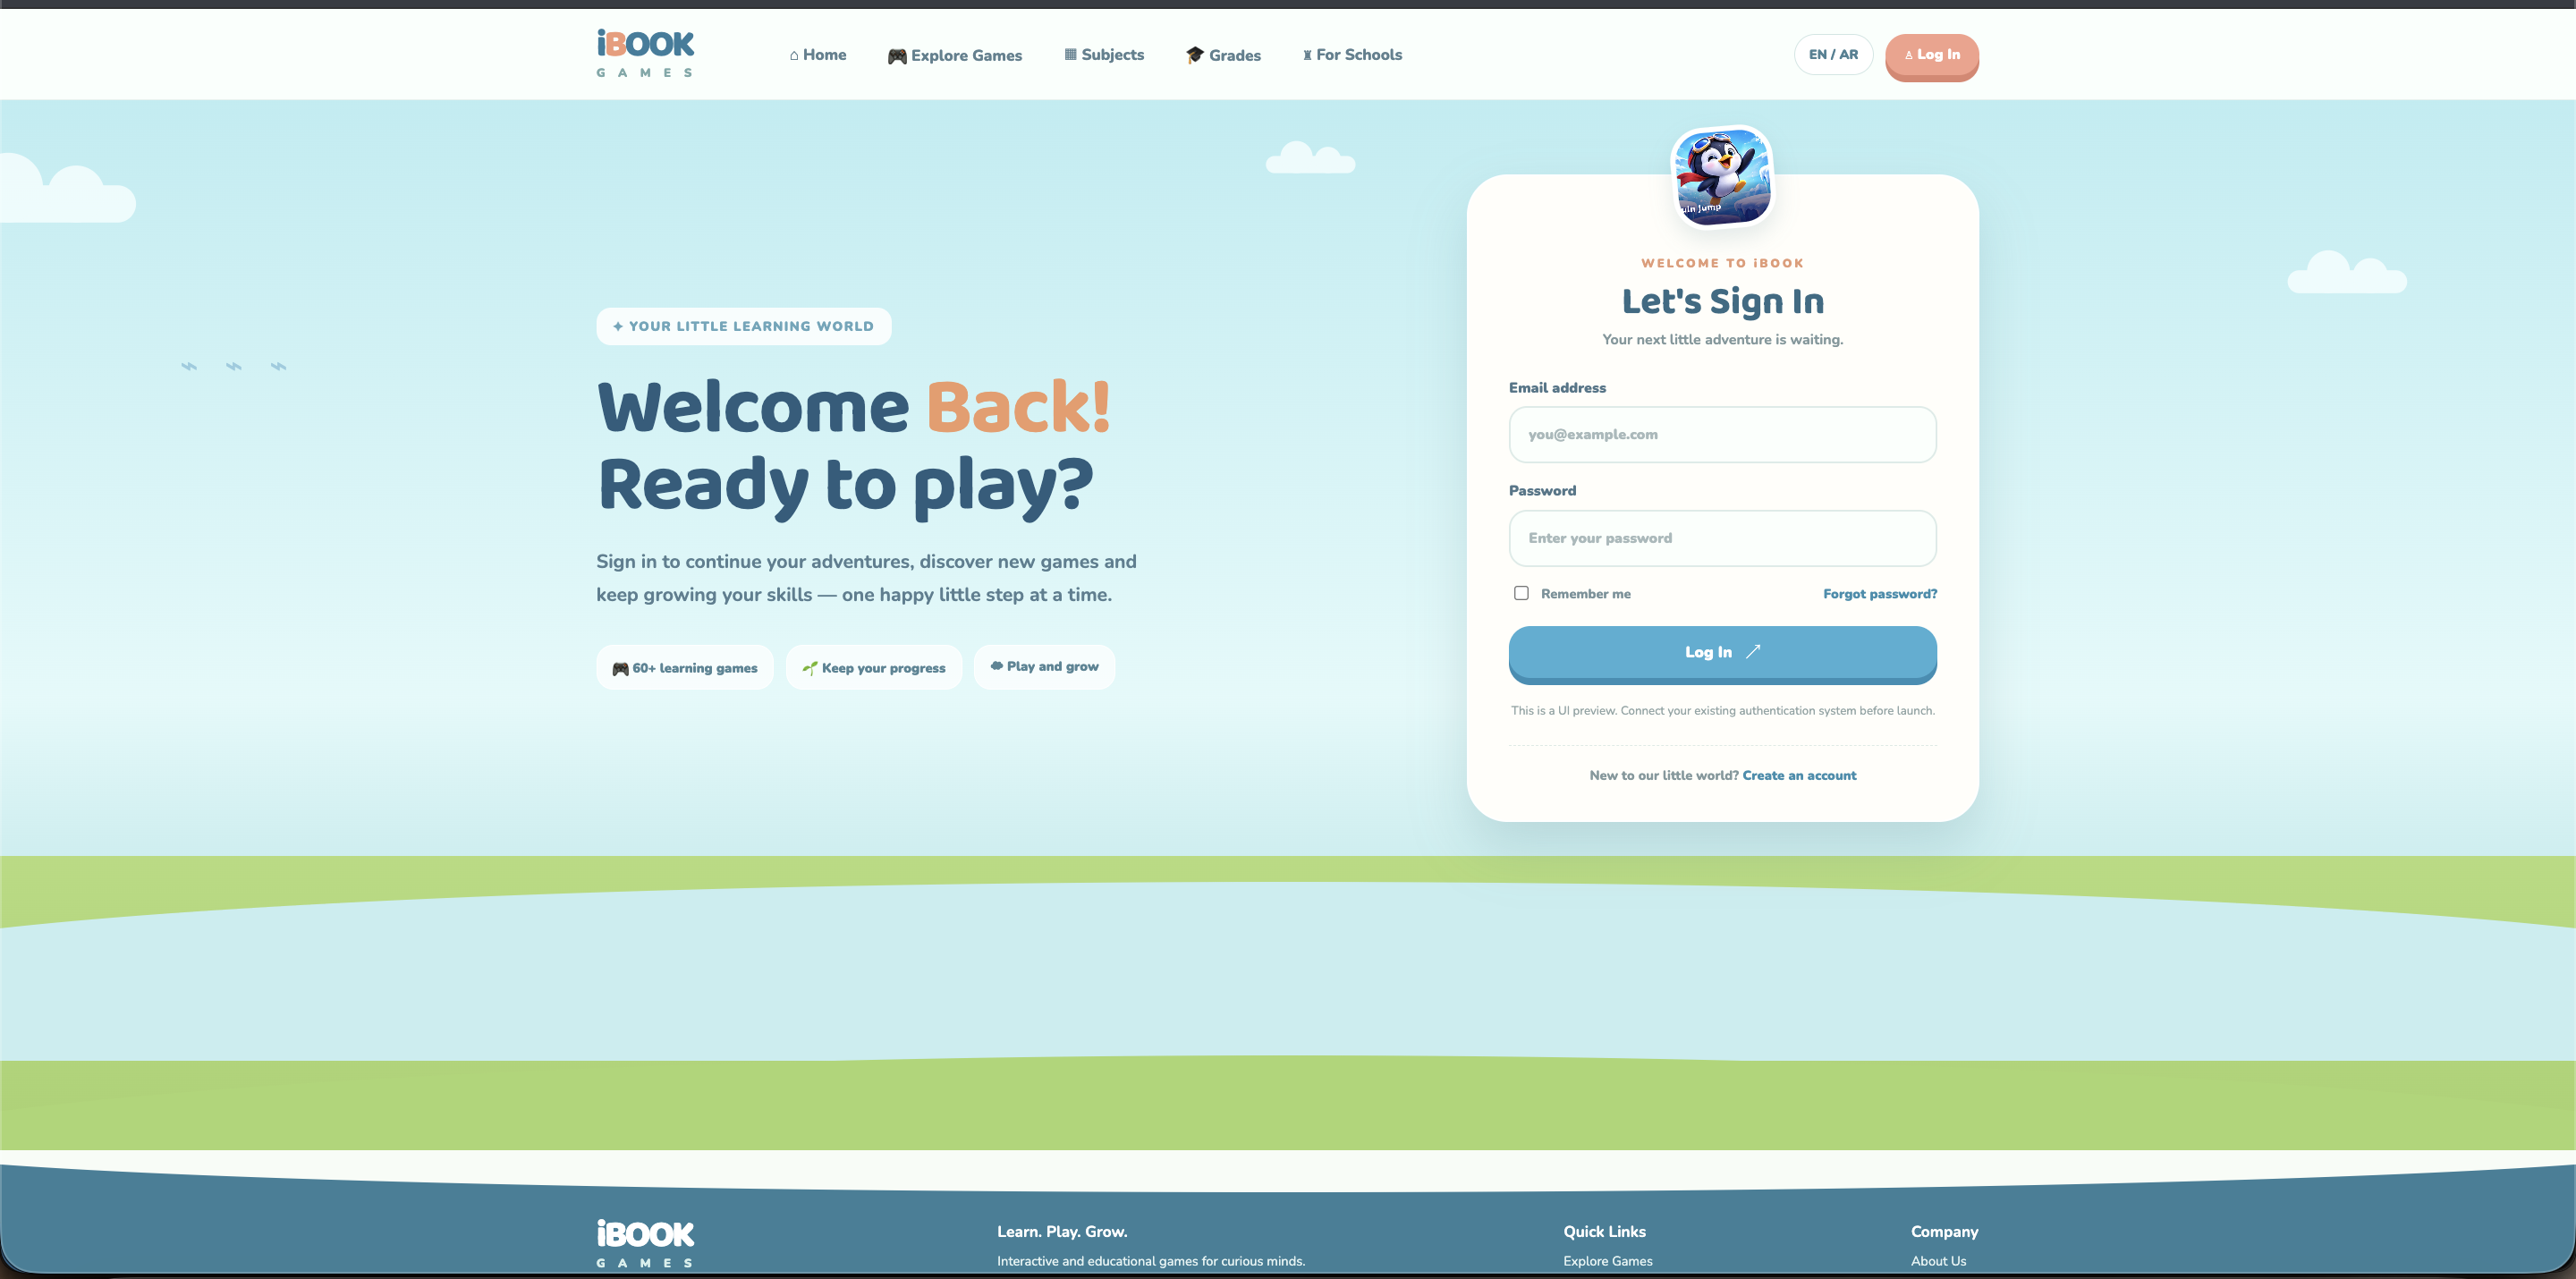 iBOOK
GAMES
Home
Explore Games
Subjects
Grades
For Schools
EN / AR
Log In
YOUR LITTLE LEARNING WORLD
Welcome Back!
Ready to play?
Sign in to continue your adventures, discover new games and
keep growing your skills — one happy little step at a time.
60+ learning games
Keep your progress
Play and grow
Jump
WELCOME TO iBOOK
Let's Sign In
Your next little adventure is waiting.
Email address
you@example.com
Password
Enter your password
Remember me
Forgot password?
Log In
This is a UI preview. Connect your existing authentication system before launch.
New to our little world? Create an account
iBOOK
GAMES
Learn. Play. Grow.
Interactive and educational games for curious minds.
Quick Links
Explore Games
Company
About Us